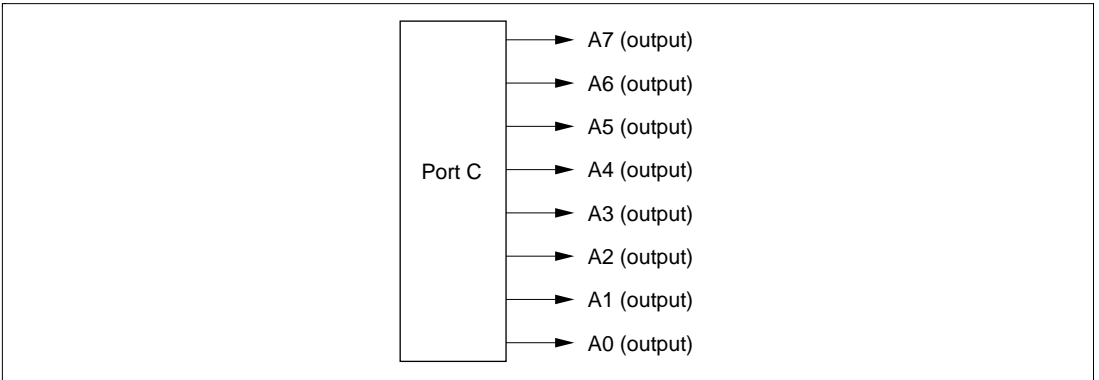 A7 (output)
A6 (output)
A5 (output)
Port C
A4 (output)
A3 (output)
A2 (output)
A1 (output)
A0 (output)